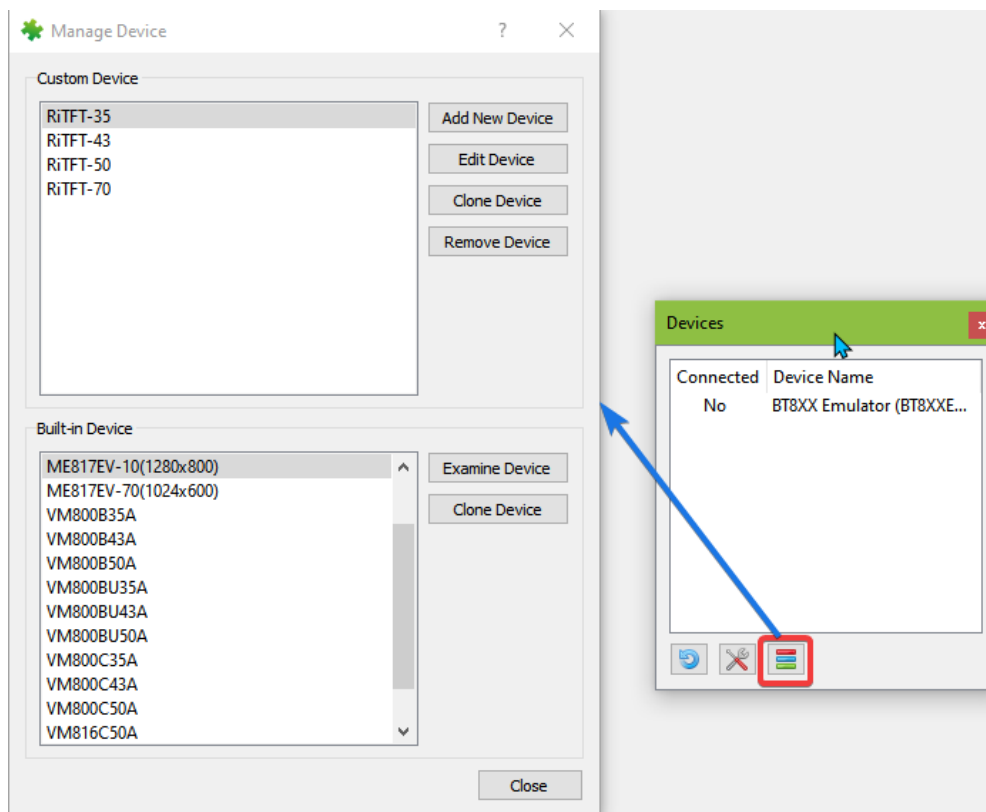 Manage Device
?
Custom Device
RiTFT-35
RiTFT-43
RiTFT-50
RiTFT-70
Add New Device
Edit Device
Clone Device
Remove Device
Built-in Device
ME817EV-10(1280x800)
ME817EV-70(1024x600)
VM800B35A
VM800B43A
VM800B50A
VM800BU35A
VM800BU43A
VM800BU50A
VM800C35A
VM800C43A
VM800C50A
VM816C50A
Examine Device
Clone Device
Close
Devices
x
Connected Device Name
No BT8XX Emulator (BT8XXE...